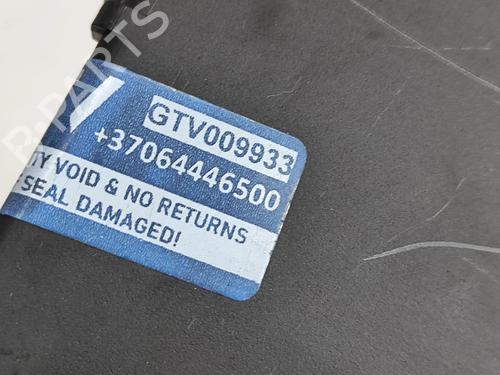 GTV009933
+37064446500
TY VOID & NO RETURNS
SEAL DAMAGED!
B-PARTS